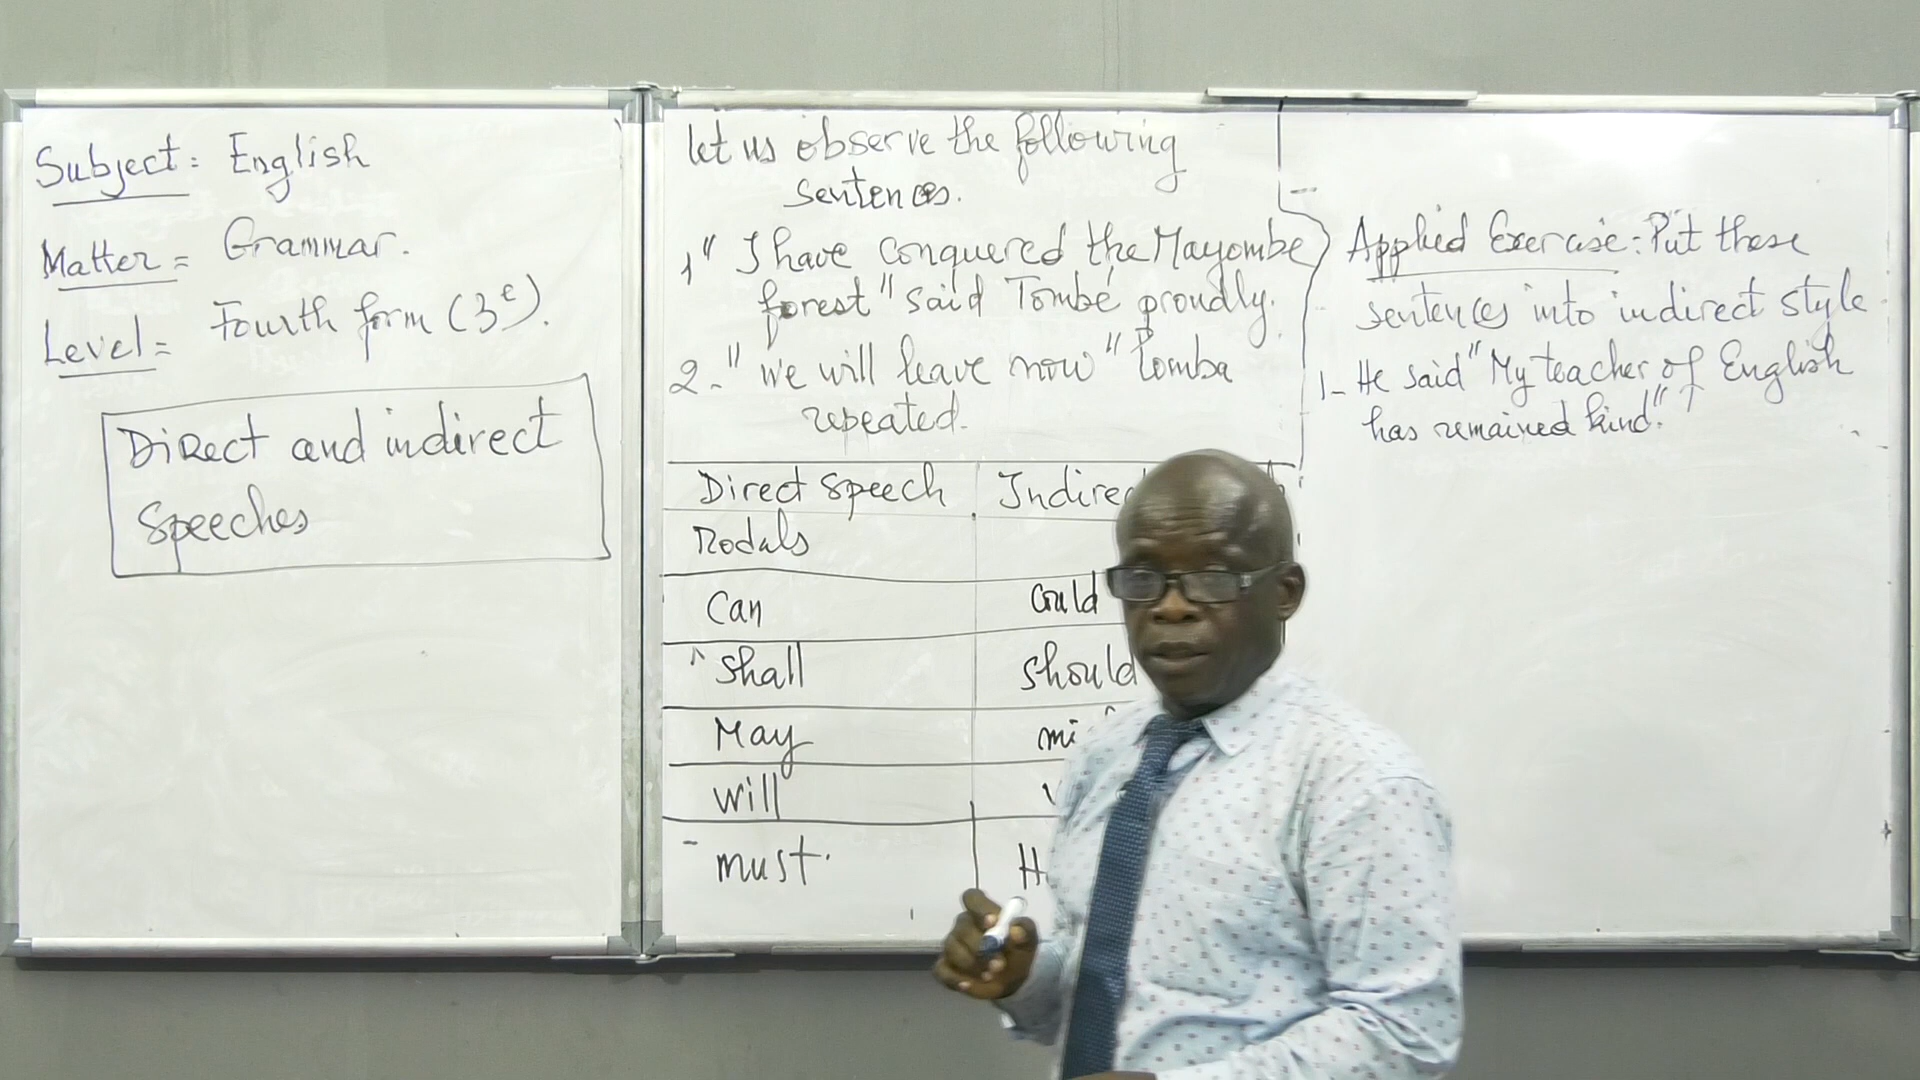 Subject: English
Matter = Grammar.
Level = Fourth form (3e).
Direct and indirect
speeches
let us observe the following
sentences.
1" I have conquered the Mayombe
forest" said Tombé proudly.
2-" we will leave now" Tomba
repeated.
Direct speech
Modals
Can could
shall should
May
will
must.
Applied Exercise: Put these
sentences into indirect style
1- He said "My teacher of English
has remained kind."